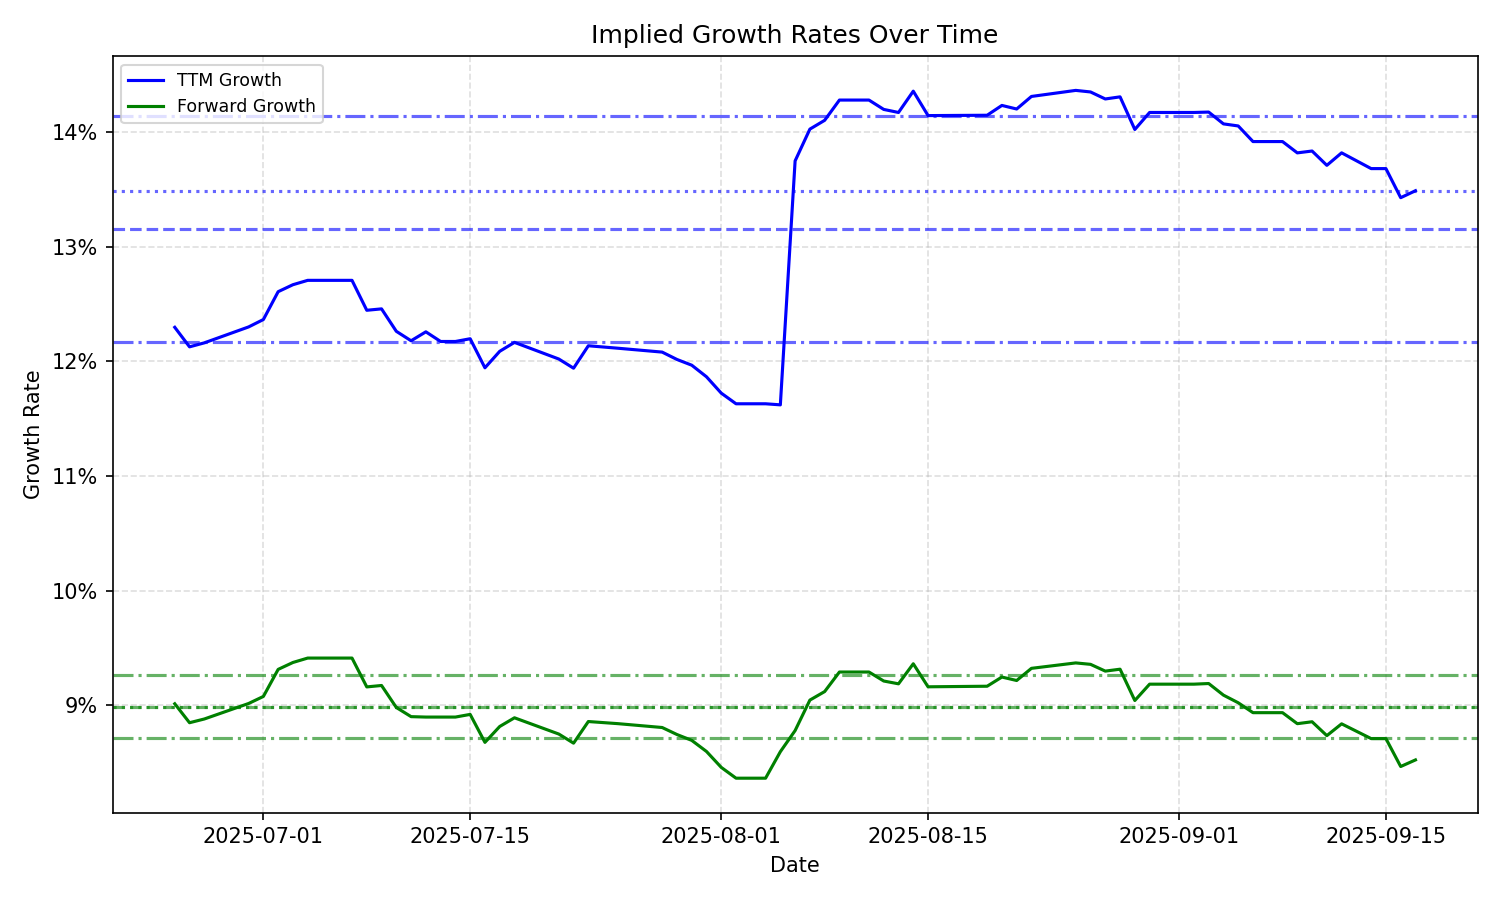 Implied Growth Rates Over Time
TTM Growth
Forward Growth
14%
13%
12%
11%
10%
9%
Growth Rate
2025-07-01
2025-07-15
2025-08-01
2025-08-15
2025-09-01
2025-09-15
Date